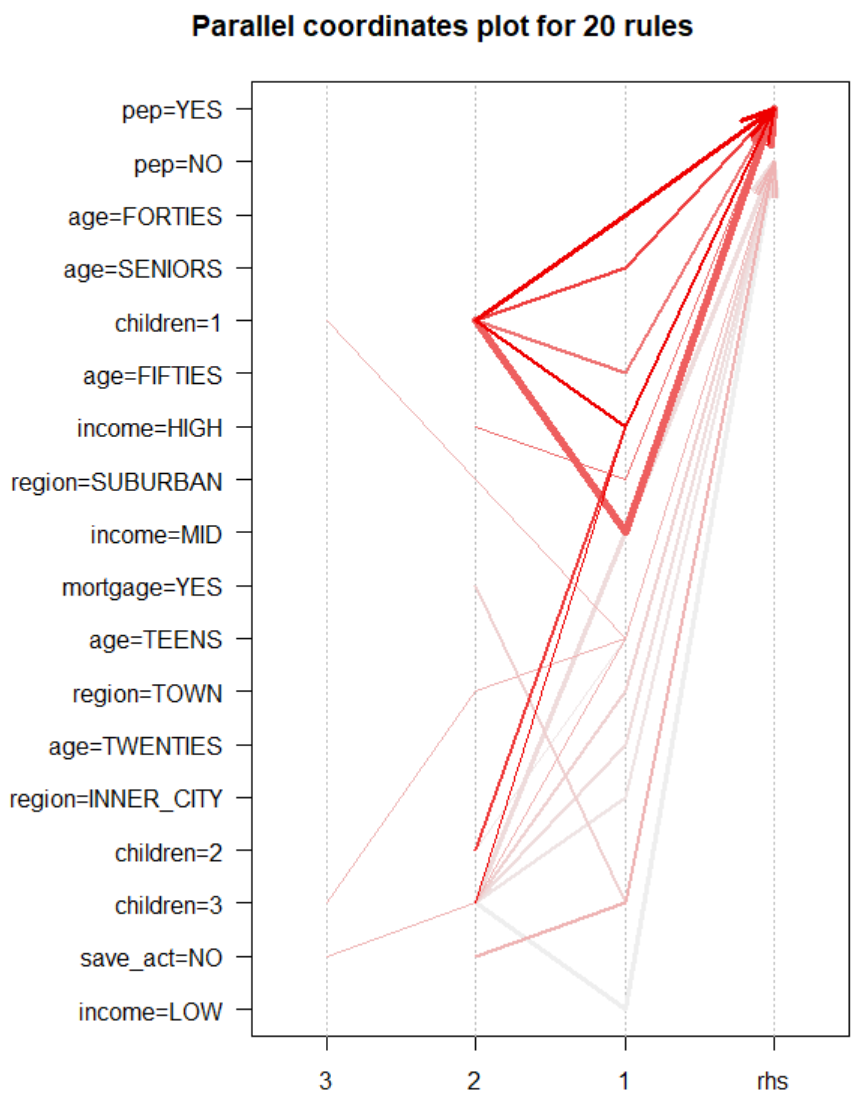 Parallel coordinates plot for 20 rules
pep=YES
pep=NO
age=FORTIES
age=SENIORS
children=1
age=FIFTIES
income=HIGH
region=SUBURBAN
income=MID
mortgage=YES
age=TEENS
region=TOWN
age=TWENTIES
region=INNER_CITY
children=2
children=3
save_act=NO
income=LOW
3 2 1 rhs